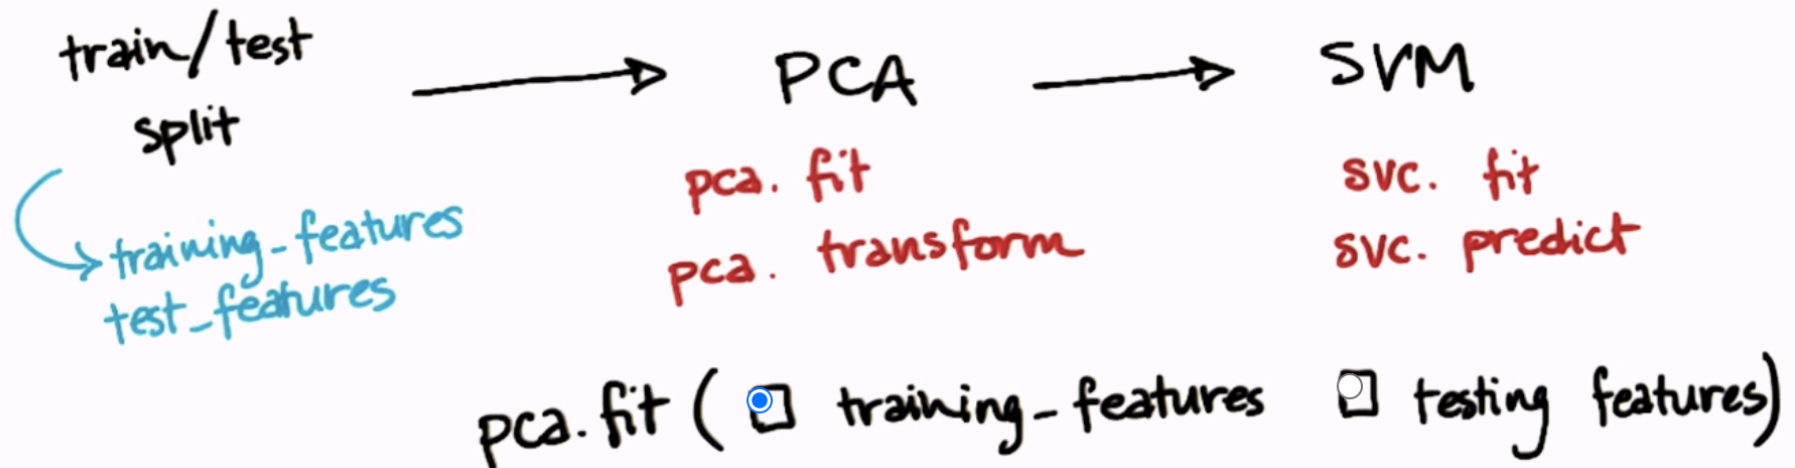 train/test
split
PCA
SVM
training_features
test_features
pca. fit
pca. transform
svc. fit
svc. predict
pca.fit ( training_features testing features)